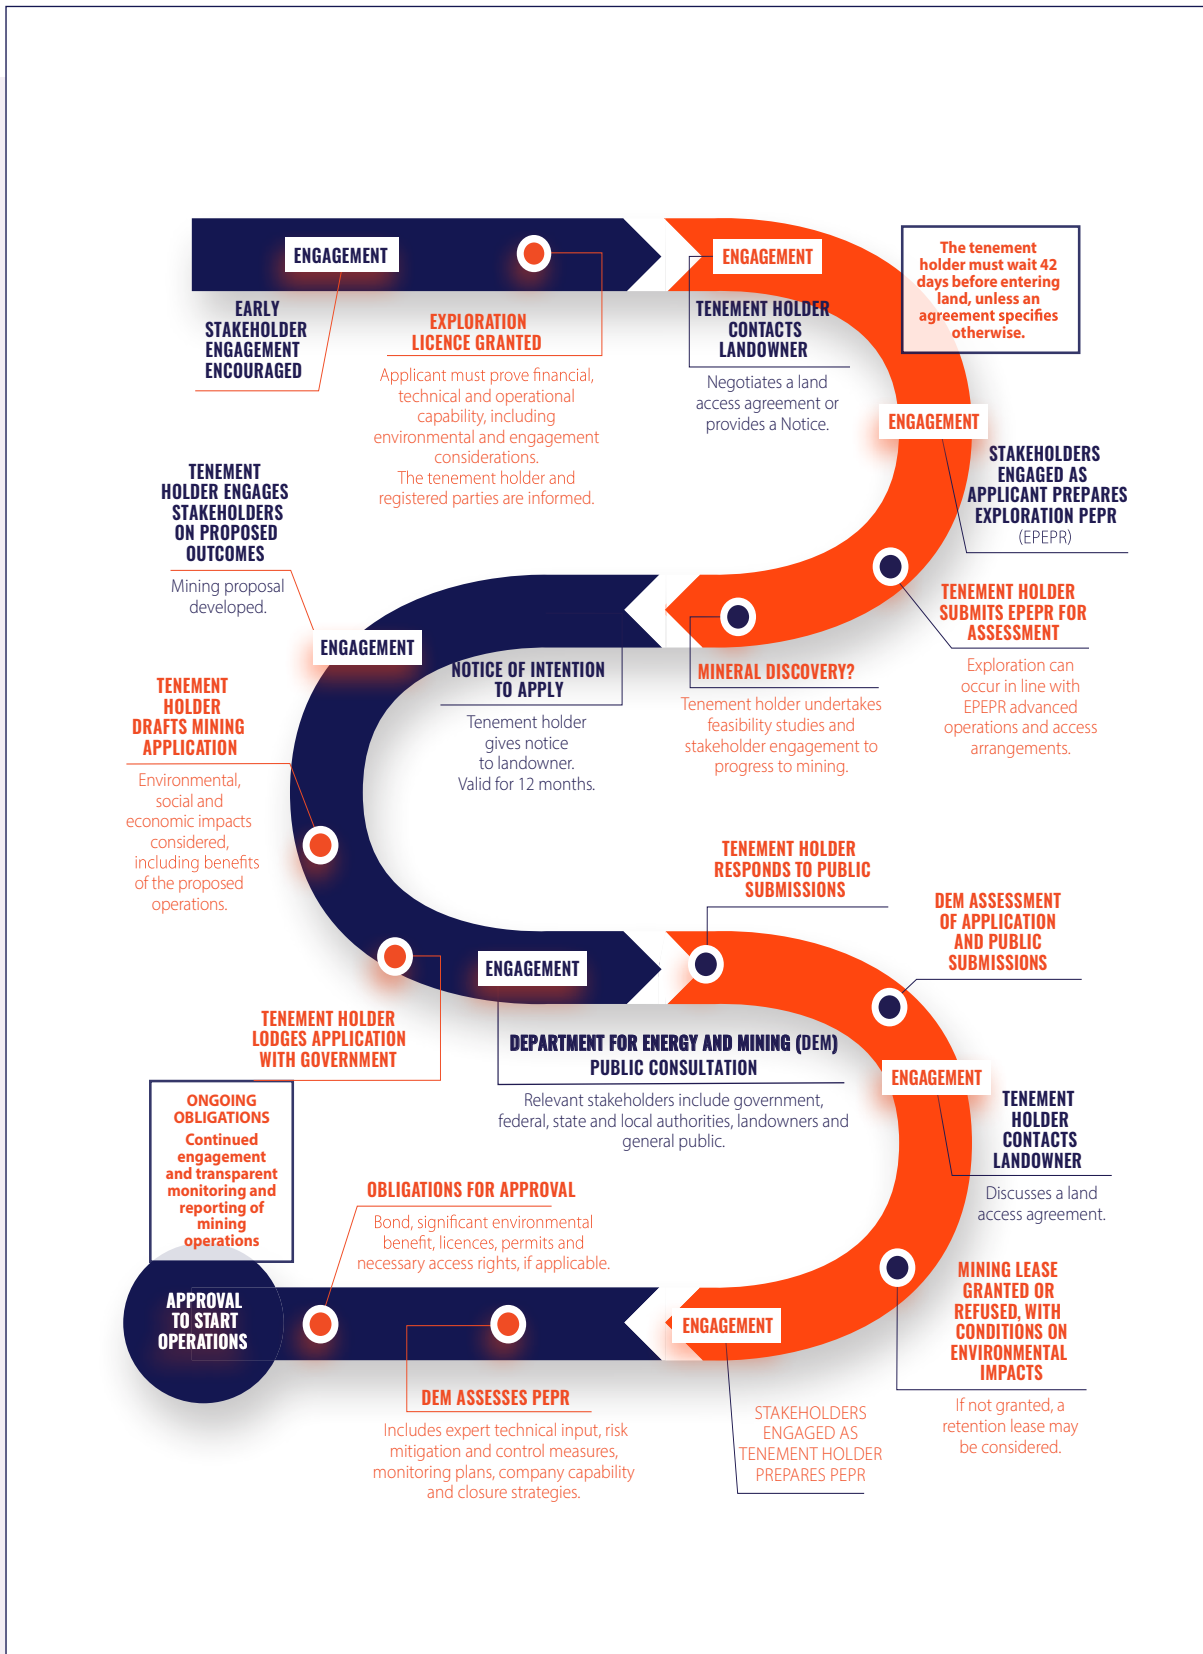 ENGAGEMENT
EARLY
STAKEHOLDER
ENGAGEMENT
ENCOURAGED
EXPLORATION
LICENCE GRANTED
Applicant must prove financial,
technical and operational
capability, including
environmental and engagement
considerations.
The tenement holder and
registered parties are informed.
ENGAGEMENT
TENEMENT HOLDER
CONTACTS
LANDOWNER
Negotiates a land
access agreement or
provides a Notice.
The tenement
holder must wait 42
days before entering
land, unless an
agreement specifies
otherwise.
ENGAGEMENT
STAKEHOLDERS
ENGAGED AS
APPLICANT PREPARES
EXPLORATION PEPR
(EPEPR)
TENEMENT HOLDER
SUBMITS EPEPR FOR
ASSESSMENT
Exploration can
occur in line with
EPEPR advanced
operations and access
arrangements.
MINERAL DISCOVERY?
Tenement holder undertakes
feasibility studies and
stakeholder engagement to
progress to mining.
NOTICE OF INTENTION
TO APPLY
Tenement holder
gives notice
to landowner.
Valid for 12 months.
TENEMENT
HOLDER ENGAGES
STAKEHOLDERS
ON PROPOSED
OUTCOMES
Mining proposal
developed.
ENGAGEMENT
TENEMENT
HOLDER
DRAFTS MINING
APPLICATION
Environmental,
social and
economic impacts
considered,
including benefits
of the proposed
operations.
TENEMENT HOLDER
LODGES APPLICATION
WITH GOVERNMENT
ENGAGEMENT
DEPARTMENT FOR ENERGY AND MINING (DEM)
PUBLIC CONSULTATION
Relevant stakeholders include government,
federal, state and local authorities, landowners and
general public.
TENEMENT HOLDER
RESPONDS TO PUBLIC
SUBMISSIONS
DEM ASSESSMENT
OF APPLICATION
AND PUBLIC
SUBMISSIONS
ENGAGEMENT
TENEMENT
HOLDER
CONTACTS
LANDOWNER
Discusses a land
access agreement.
MINING LEASE
GRANTED OR
REFUSED, WITH
CONDITIONS ON
ENVIRONMENTAL
IMPACTS
If not granted, a
retention lease may
be considered.
ENGAGEMENT
STAKEHOLDERS
ENGAGED AS
TENEMENT HOLDER
PREPARES PEPR
DEM ASSESSES PEPR
Includes expert technical input, risk
mitigation and control measures,
monitoring plans, company capability
and closure strategies.
OBLIGATIONS FOR APPROVAL
Bond, significant environmental
benefit, licences, permits and
necessary access rights, if applicable.
ONGOING
OBLIGATIONS
Continued
engagement
and transparent
monitoring and
reporting of
mining
operations
APPROVAL
TO START
OPERATIONS